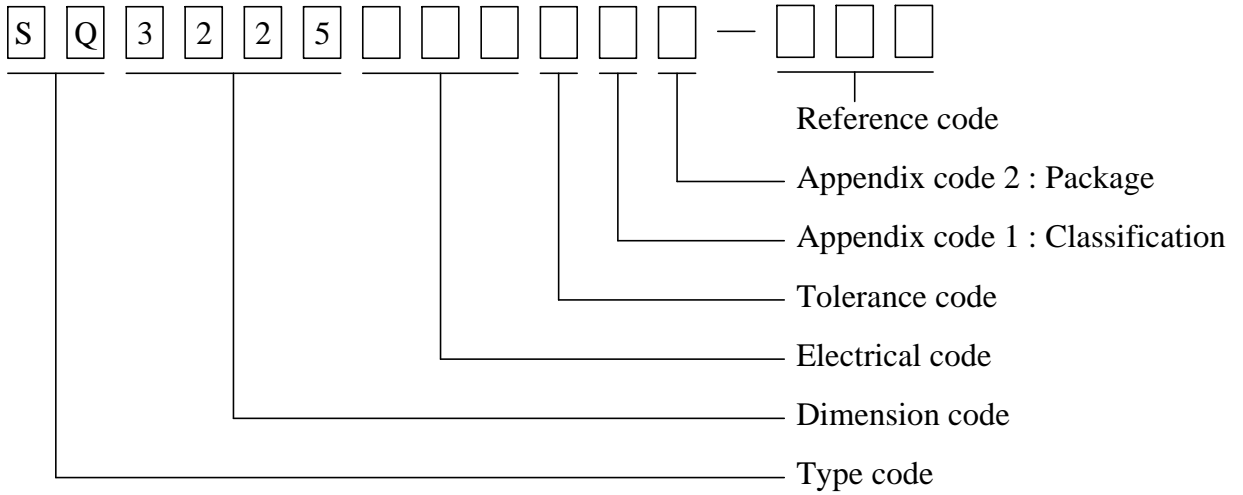 S Q 3 2 2 5 —
Reference code
Appendix code 2 : Package
Appendix code 1 : Classification
Tolerance code
Electrical code
Dimension code
Type code